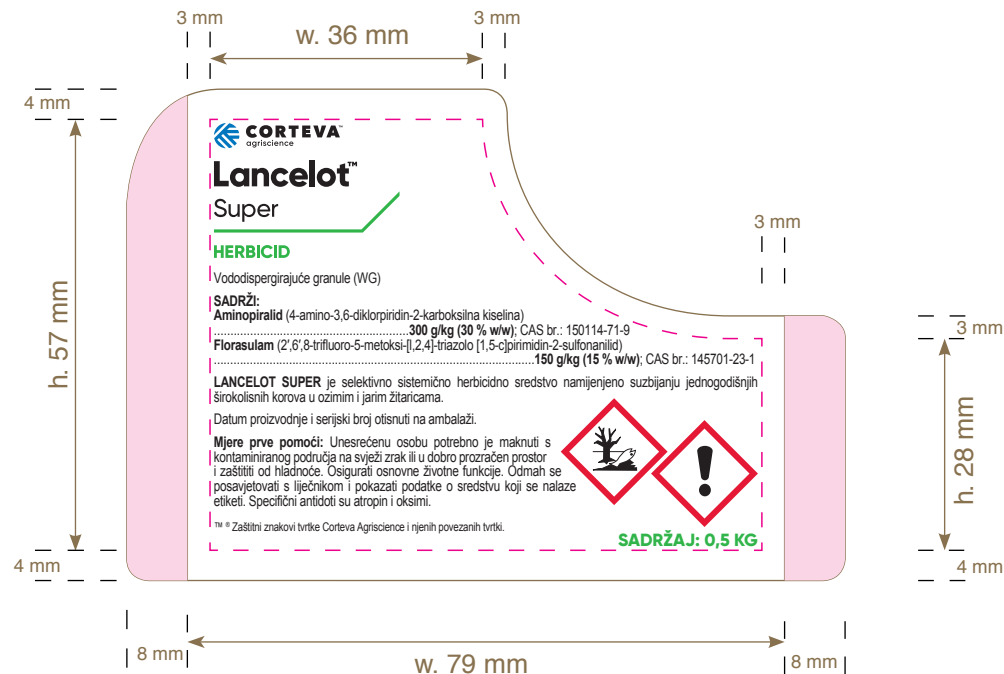 3 mm
w. 36 mm
3 mm
4 mm
h. 57 mm
4 mm
CORTEVA™
agriscience
Lancelot™
Super
HERBICID
Vododispergirajuće granule (WG)
SADRŽI:
Aminopiralid (4-amino-3,6-diklorpiridin-2-karboksilna kiselina)
.......................................................300 g/kg (30 % w/w); CAS br.: 150114-71-9
Florasulam (2′,6′,8-trifluoro-5-metoksi-[l,2,4]-triazolo [1,5-c]pirimidin-2-sulfonanilid)
.......................................................................................150 g/kg (15 % w/w); CAS br.: 145701-23-1
LANCELOT SUPER je selektivno sistemično herbicidno sredstvo namijenjeno suzbijanju jednogodišnjih
širokolisnih korova u ozimim i jarim žitaricama.
Datum proizvodnje i serijski broj otisnuti na ambalaži.
Mjere prve pomoći: Unesrećenu osobu potrebno je maknuti s
kontaminiranog područja na svježi zrak ili u dobro prozračen prostor
i zaštititi od hladnoće. Osigurati osnovne životne funkcije. Odmah se
posavjetovati s liječnikom i pokazati podatke o sredstvu koji se nalaze
etiketi. Specifični antidoti su atropin i oksimi.
™ ® Zaštitni znakovi tvrtke Corteva Agriscience i njenih povezanih tvrtki.
SADRŽAJ: 0,5 KG
3 mm
3 mm
h. 28 mm
4 mm
8 mm
w. 79 mm
8 mm